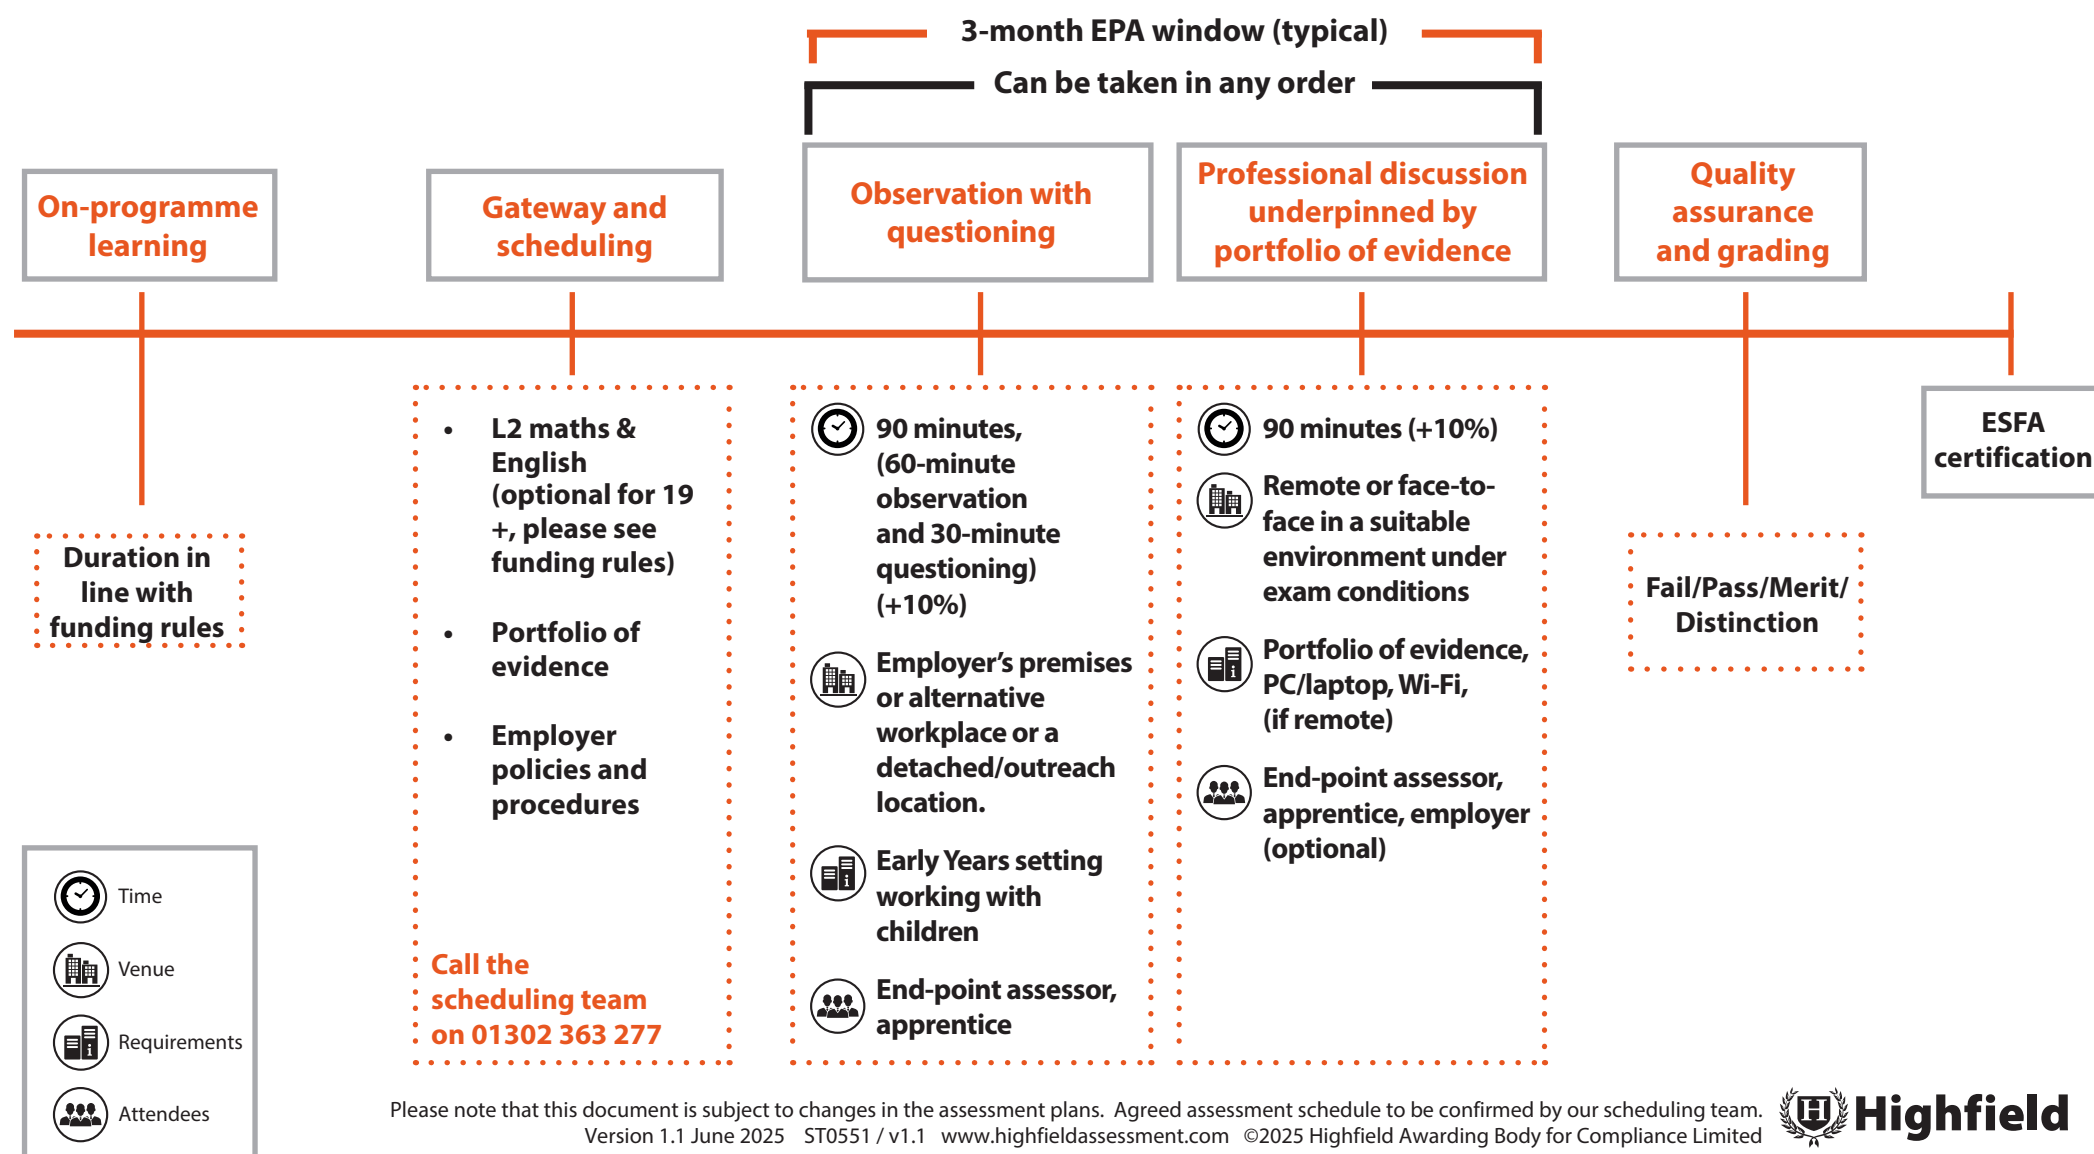 3-month EPA window (typical)
Can be taken in any order
On-programme
learning
Gateway and
scheduling
Observation with
questioning
Professional discussion
underpinned by
portfolio of evidence
Quality
assurance
and grading
Duration in
line with
funding rules
• L2 maths &
English
(optional for 19
+, please see
funding rules)
• Portfolio of
evidence
• Employer
policies and
procedures
Call the
scheduling team
on 01302 363 277
90 minutes,
(60-minute
observation
and 30-minute
questioning)
(+10%)
Employer’s premises
or alternative
workplace or a
detached/outreach
location.
Early Years setting
working with
children
End-point assessor,
apprentice
90 minutes (+10%)
Remote or face-to-
face in a suitable
environment under
exam conditions
Portfolio of evidence,
PC/laptop, Wi-Fi,
(if remote)
End-point assessor,
apprentice, employer
(optional)
Fail/Pass/Merit/
Distinction
ESFA
certification
Time
Venue
Requirements
Attendees
Please note that this document is subject to changes in the assessment plans. Agreed assessment schedule to be confirmed by our scheduling team.
Version 1.1 June 2025 ST0551 / v1.1 www.highfieldassessment.com ©2025 Highfield Awarding Body for Compliance Limited
H Highfield